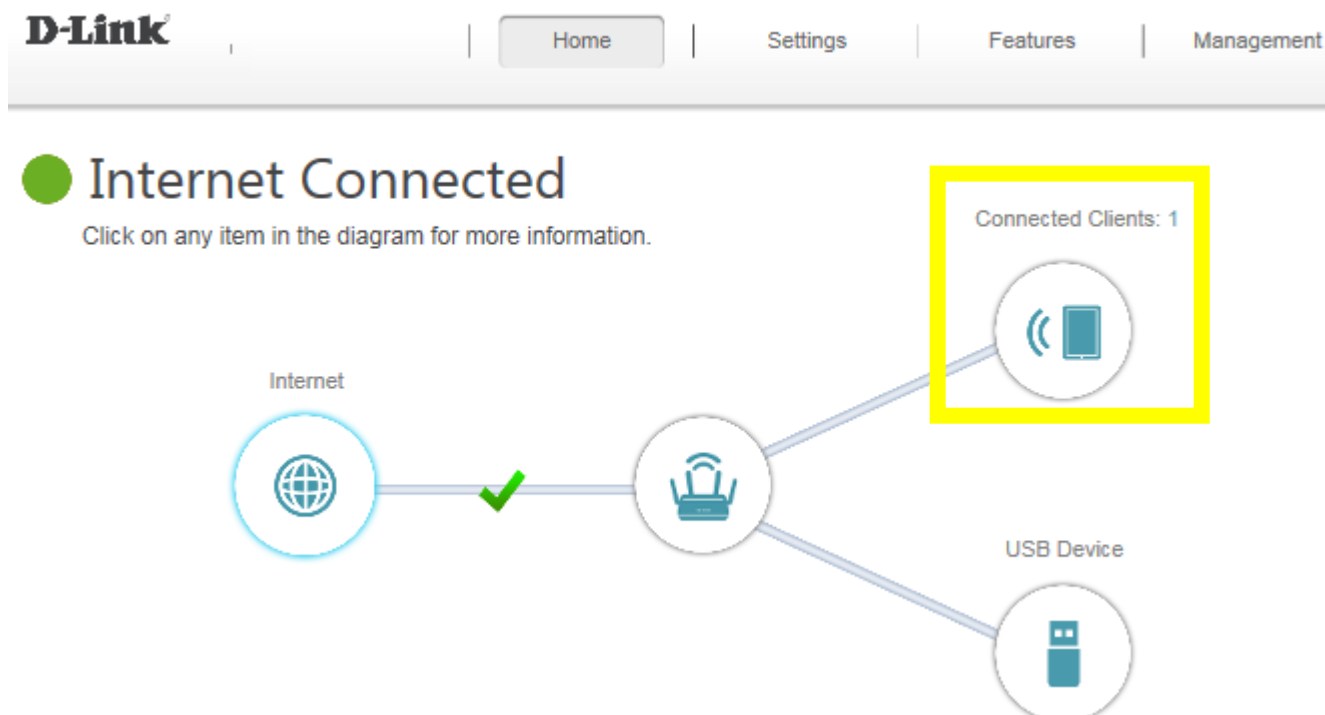 D-Link
Home
Settings
Features
Management
Internet Connected
Click on any item in the diagram for more information.
Connected Clients: 1
Internet
USB Device